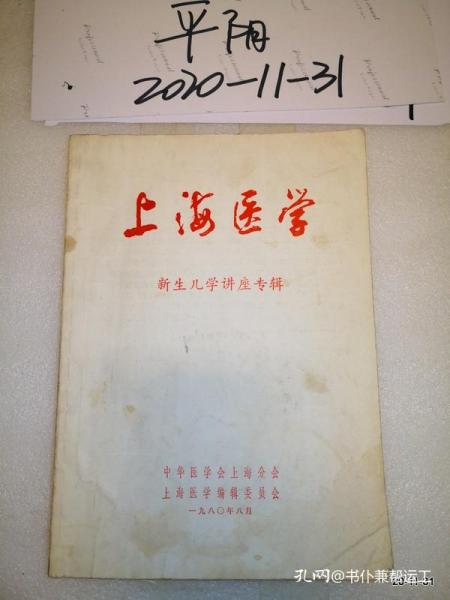 平阴
2020-11-31
上海医学
新生儿学讲座专辑
中华医学会上海分会
上海医学编辑委员会
一九八〇年八月
孔网@书仆兼帮运工